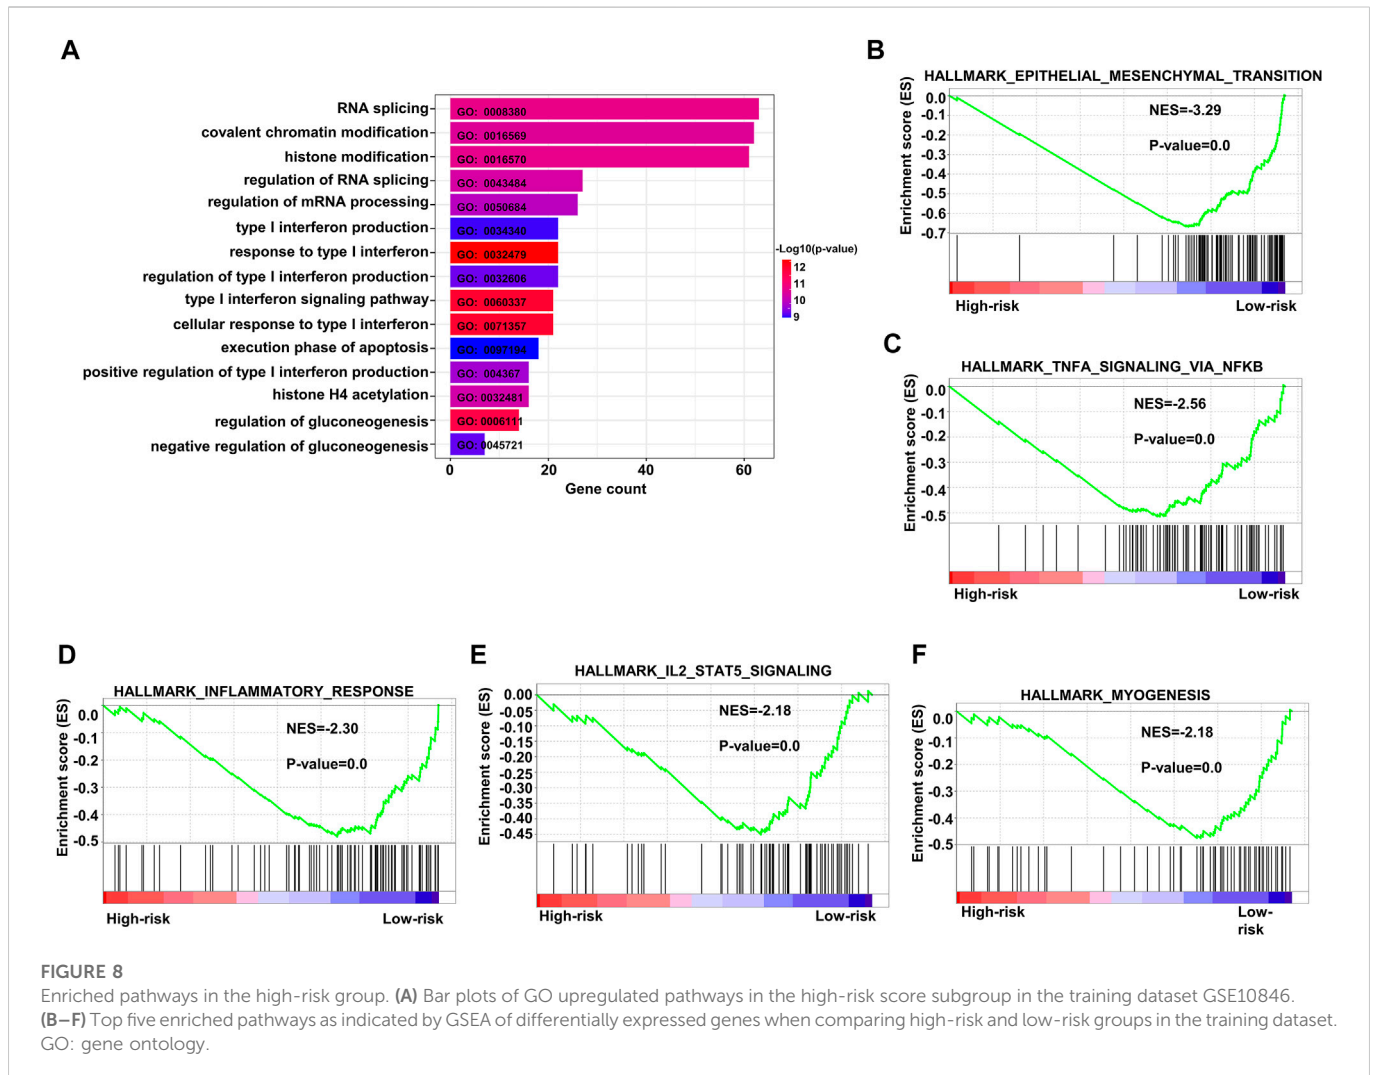 A
RNA splicing GO: 0008380
covalent chromatin modification GO: 0016569
histone modification GO: 0016570
regulation of RNA splicing GO: 0043484
regulation of mRNA processing GO: 0050684
type I interferon production GO: 0034340
response to type I interferon GO: 0032479
regulation of type I interferon production GO: 0032606
type I interferon signaling pathway GO: 0060337
cellular response to type I interferon GO: 0071357
execution phase of apoptosis GO: 0097194
positive regulation of type I interferon production GO: 004367
histone H4 acetylation GO: 0032481
regulation of gluconeogenesis GO: 0006111
negative regulation of gluconeogenesis GO: 0045721
0 20 40 60
Gene count
-Log10(p-value)
12
11
10
9
B
HALLMARK_EPITHELIAL_MESENCHYMAL_TRANSITION
Enrichment score (ES)
0.0
-0.1
-0.2
-0.3
-0.4
-0.5
-0.6
-0.7
NES=-3.29
P-value=0.0
High-risk Low-risk
C
HALLMARK_TNFA_SIGNALING_VIA_NFKB
Enrichment score (ES)
0.0
-0.1
-0.2
-0.3
-0.4
-0.5
NES=-2.56
P-value=0.0
High-risk Low-risk
D
HALLMARK_INFLAMMATORY_RESPONSE
Enrichment score (ES)
0.0
-0.1
-0.2
-0.3
-0.4
-0.5
NES=-2.30
P-value=0.0
High-risk Low-risk
E
HALLMARK_IL2_STAT5_SIGNALING
Enrichment score (ES)
0.00
-0.05
-0.10
-0.15
-0.20
-0.25
-0.30
-0.35
-0.40
-0.45
NES=-2.18
P-value=0.0
High-risk Low-risk
F
HALLMARK_MYOGENESIS
Enrichment score (ES)
0.0
-0.1
-0.2
-0.3
-0.4
-0.5
NES=-2.18
P-value=0.0
High-risk Low-
risk
FIGURE 8
Enriched pathways in the high-risk group. (A) Bar plots of GO upregulated pathways in the high-risk score subgroup in the training dataset GSE10846.
(B–F) Top five enriched pathways as indicated by GSEA of differentially expressed genes when comparing high-risk and low-risk groups in the training dataset.
GO: gene ontology.